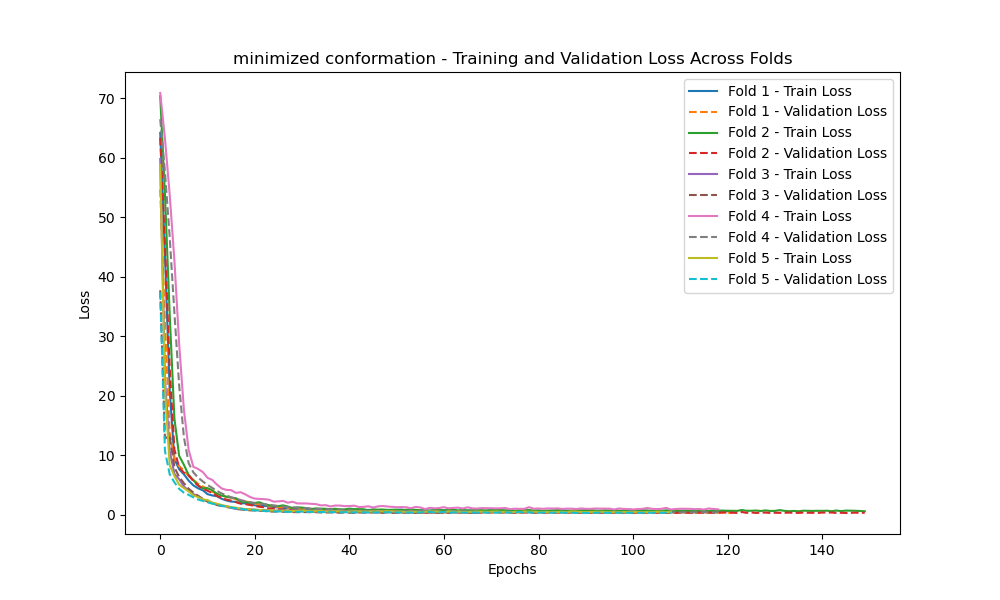 minimized conformation - Training and Validation Loss Across Folds
Fold 1 - Train Loss
Fold 1 - Validation Loss
Fold 2 - Train Loss
Fold 2 - Validation Loss
Fold 3 - Train Loss
Fold 3 - Validation Loss
Fold 4 - Train Loss
Fold 4 - Validation Loss
Fold 5 - Train Loss
Fold 5 - Validation Loss
Loss
70
60
50
40
30
20
10
0
0 20 40 60 80 100 120 140
Epochs